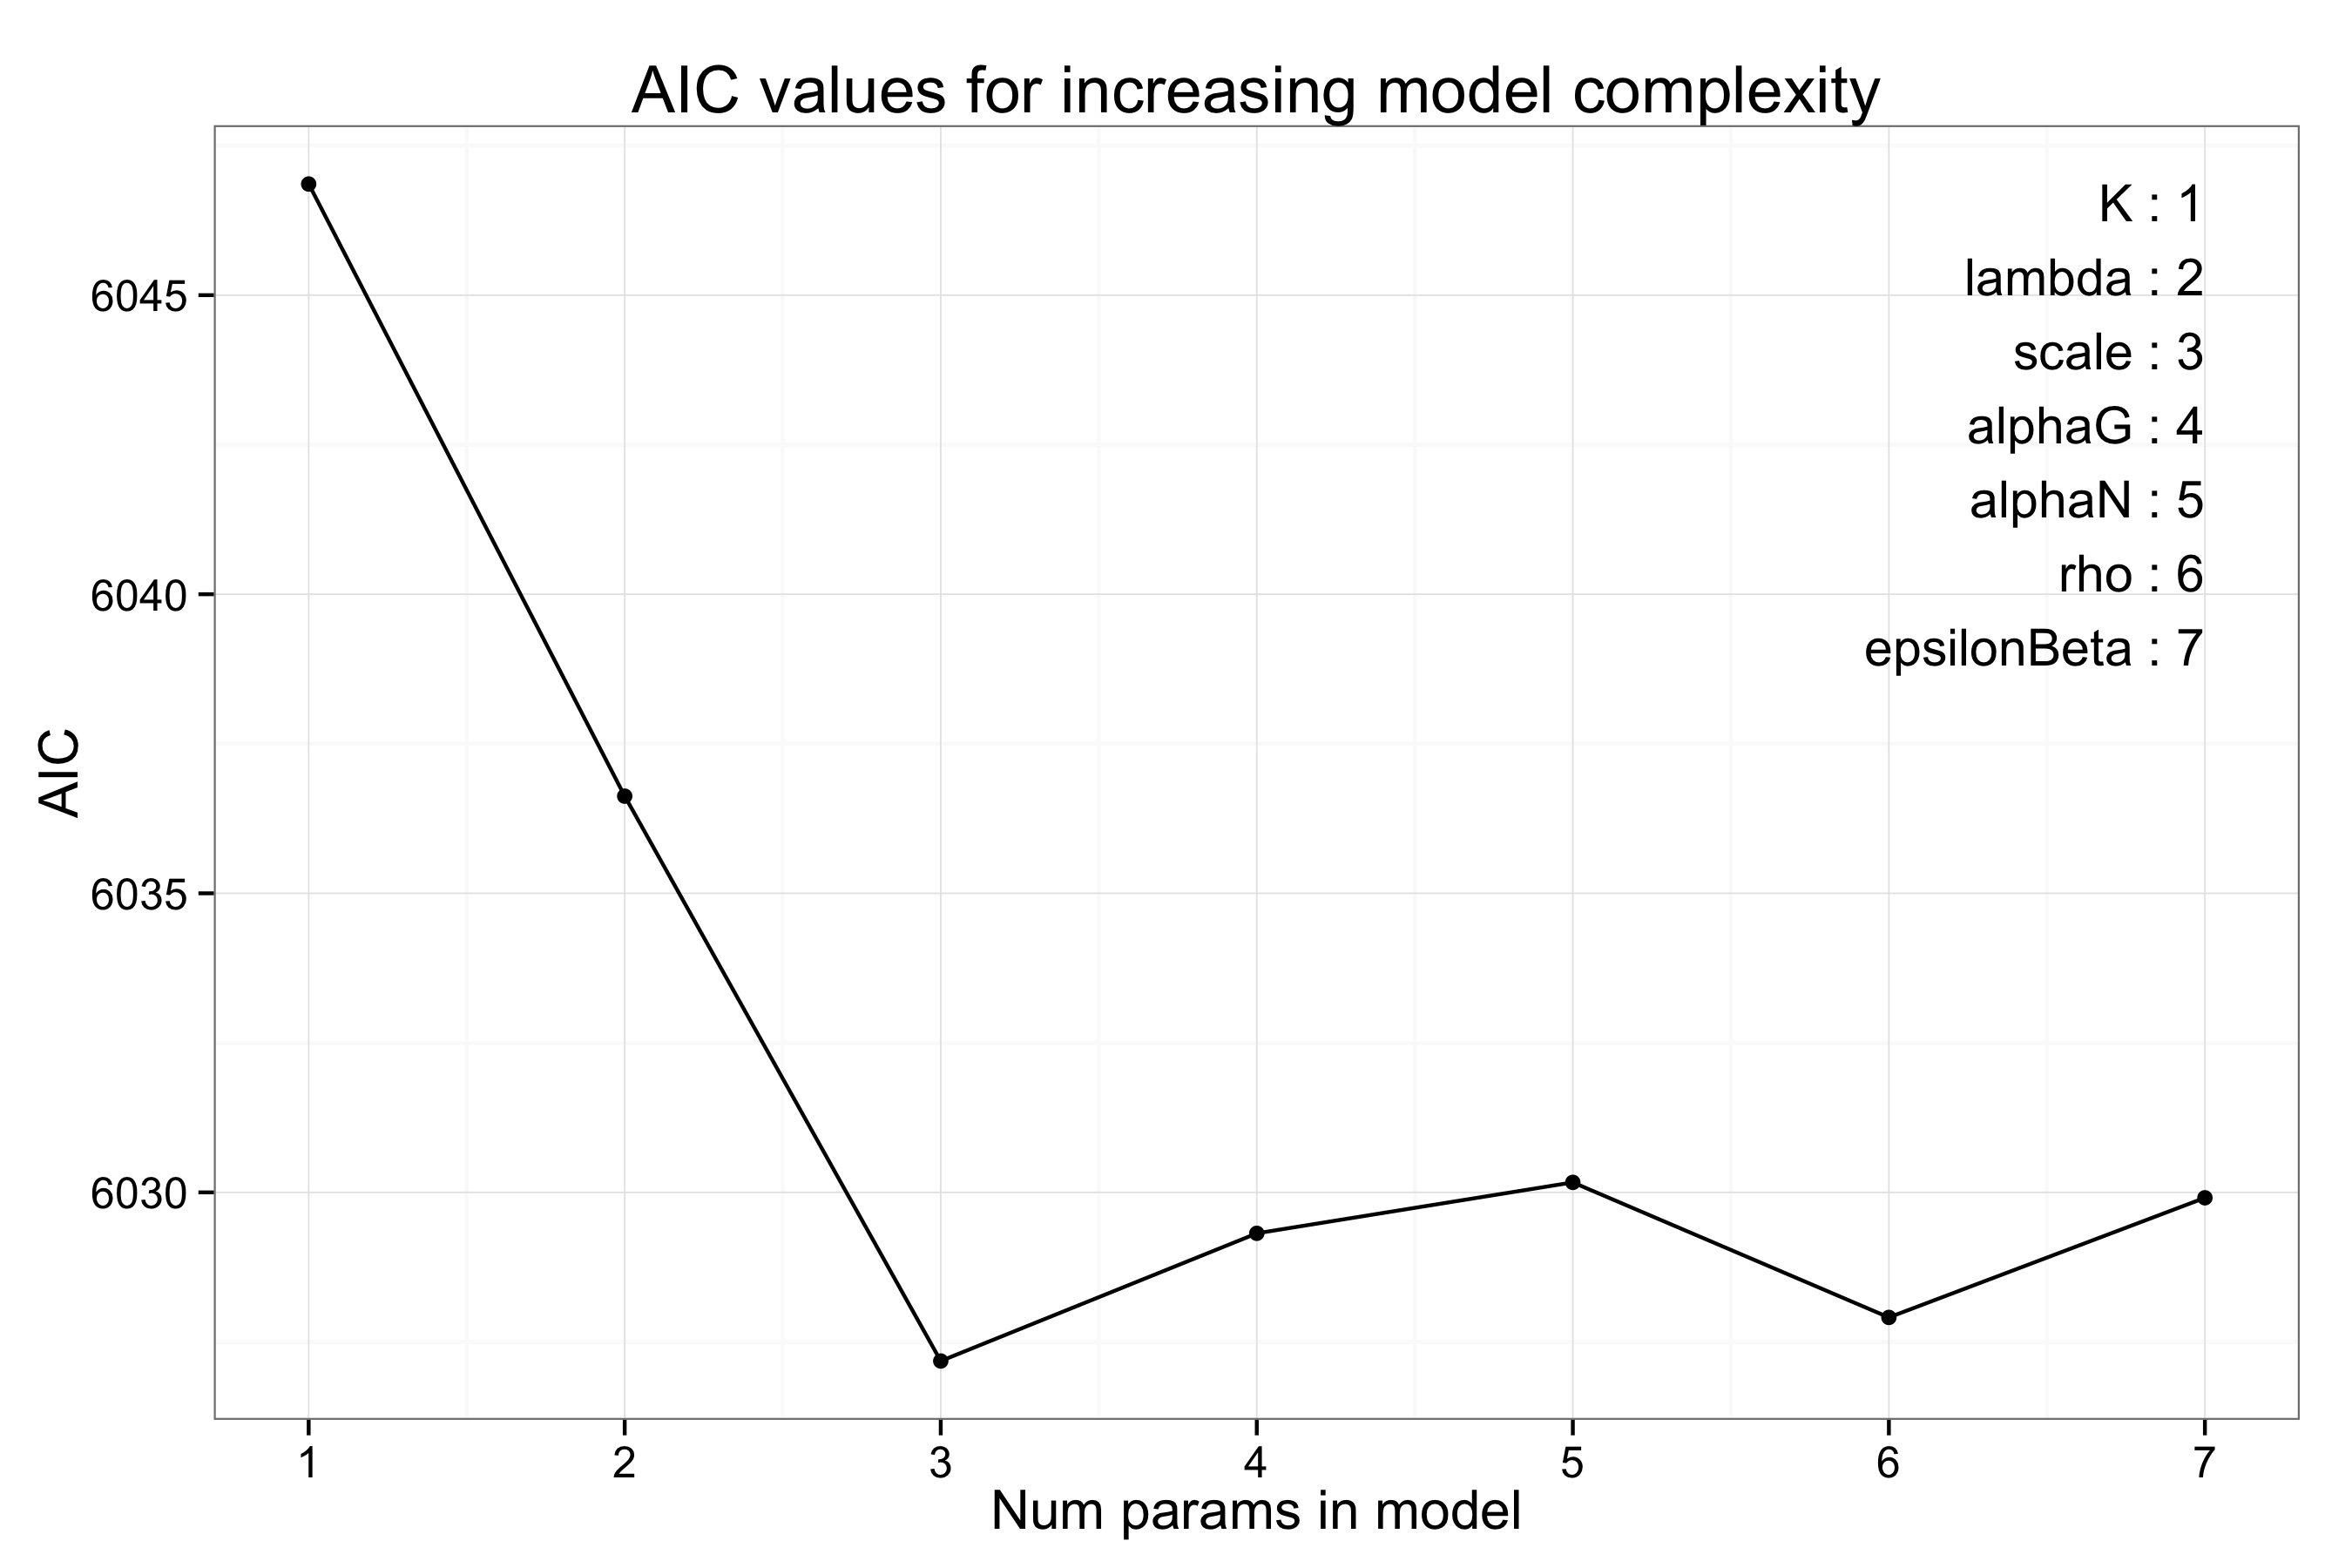 AIC values for increasing model complexity
K : 1
lambda : 2
scale : 3
alphaG : 4
alphaN : 5
rho : 6
epsilonBeta : 7
AIC
6045
6040
6035
6030
1 2 3 4 5 6 7
Num params in model